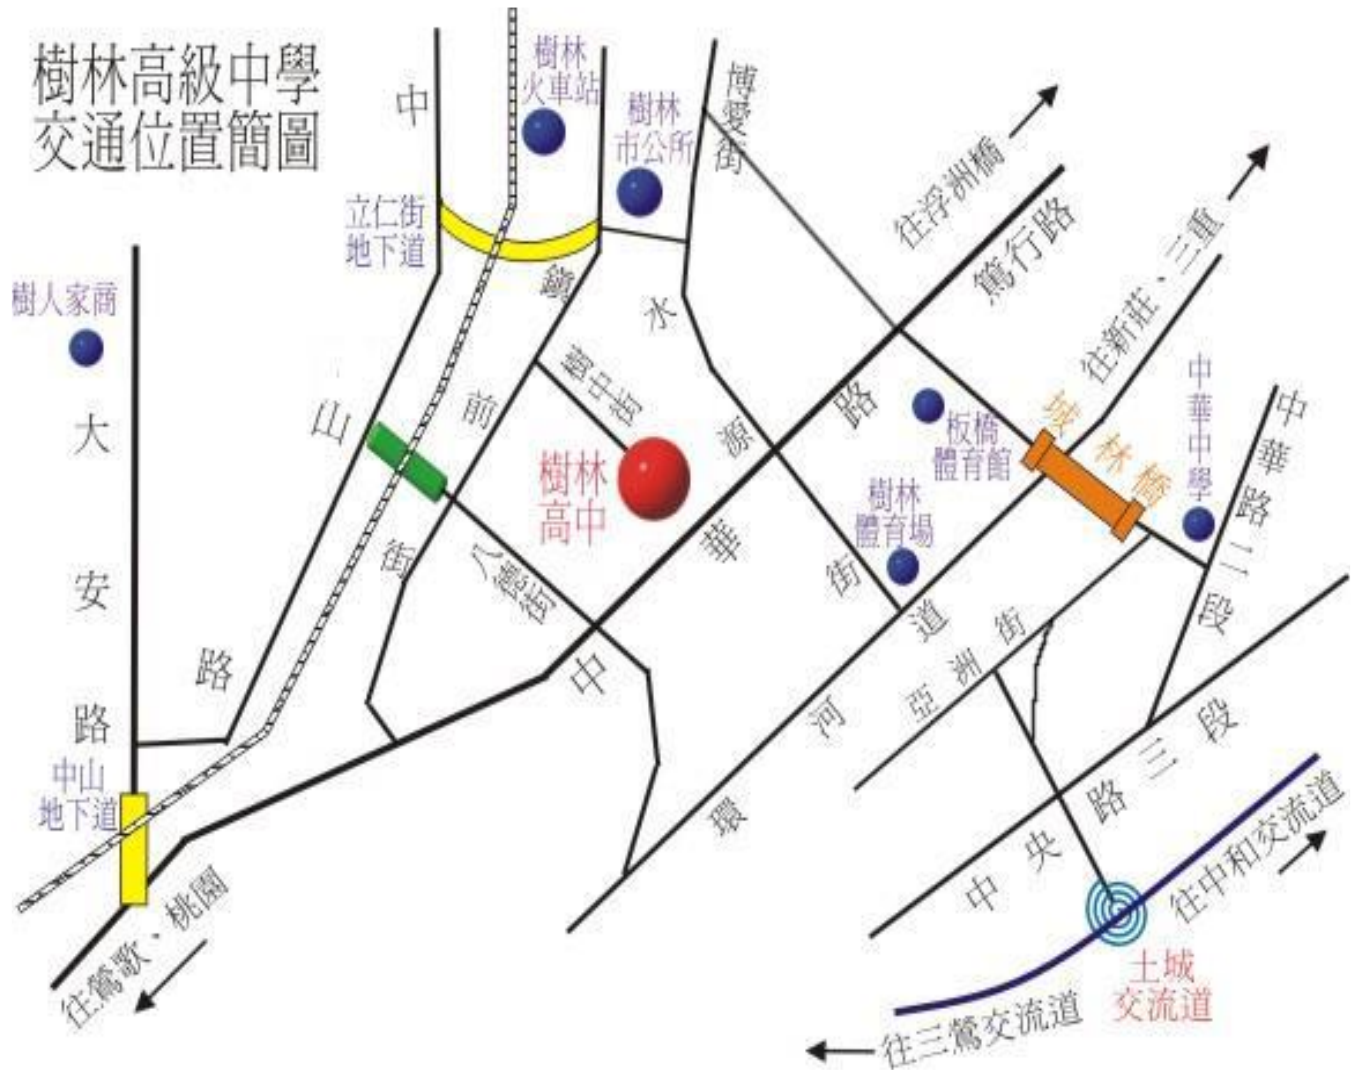 樹林高級中學
交通位置簡圖
樹林
火車站
樹林
市公所
博愛街
立仁街
地下道
樹人家商
大安路
中山路
中山
地下道
鎮前街
樹中街
樹林
高中
八德街
水源街
中華路
篤行路
往浮洲橋
往新莊、三重
板橋
體育館
樹林
體育場
城林橋
中華中學
中華路二段
環河道
亞洲街
中央路三段
往中和交流道
土城
交流道
往三鶯交流道
往鶯歌、桃園